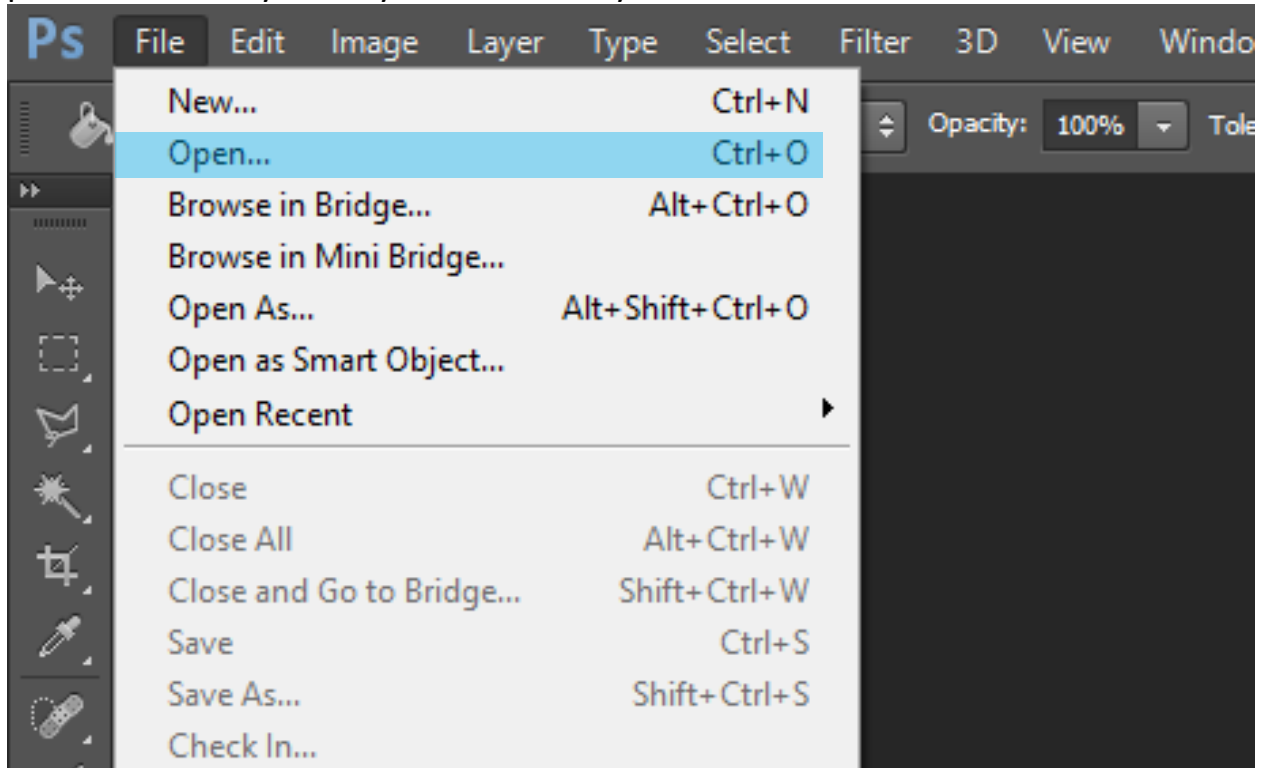 Ps File Edit Image Layer Type Select Filter 3D View Windo
New... Ctrl+N
Opacity: 100% Tole
Open... Ctrl+O
Browse in Bridge... Alt+Ctrl+O
Browse in Mini Bridge...
Open As... Alt+Shift+Ctrl+O
Open as Smart Object...
Open Recent
Close Ctrl+W
Close All Alt+Ctrl+W
Close and Go to Bridge... Shift+Ctrl+W
Save Ctrl+S
Save As... Shift+Ctrl+S
Check In...